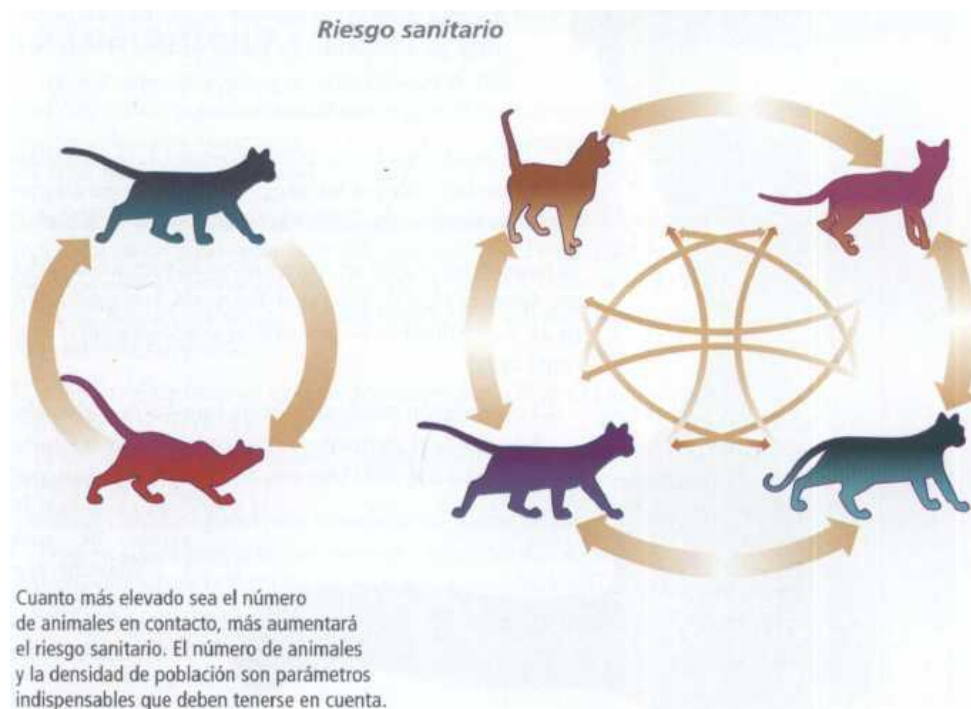 Riesgo sanitario
Cuanto más elevado sea el número
de animales en contacto, más aumentará
el riesgo sanitario. El número de animales
y la densidad de población son parámetros
indispensables que deben tenerse en cuenta.